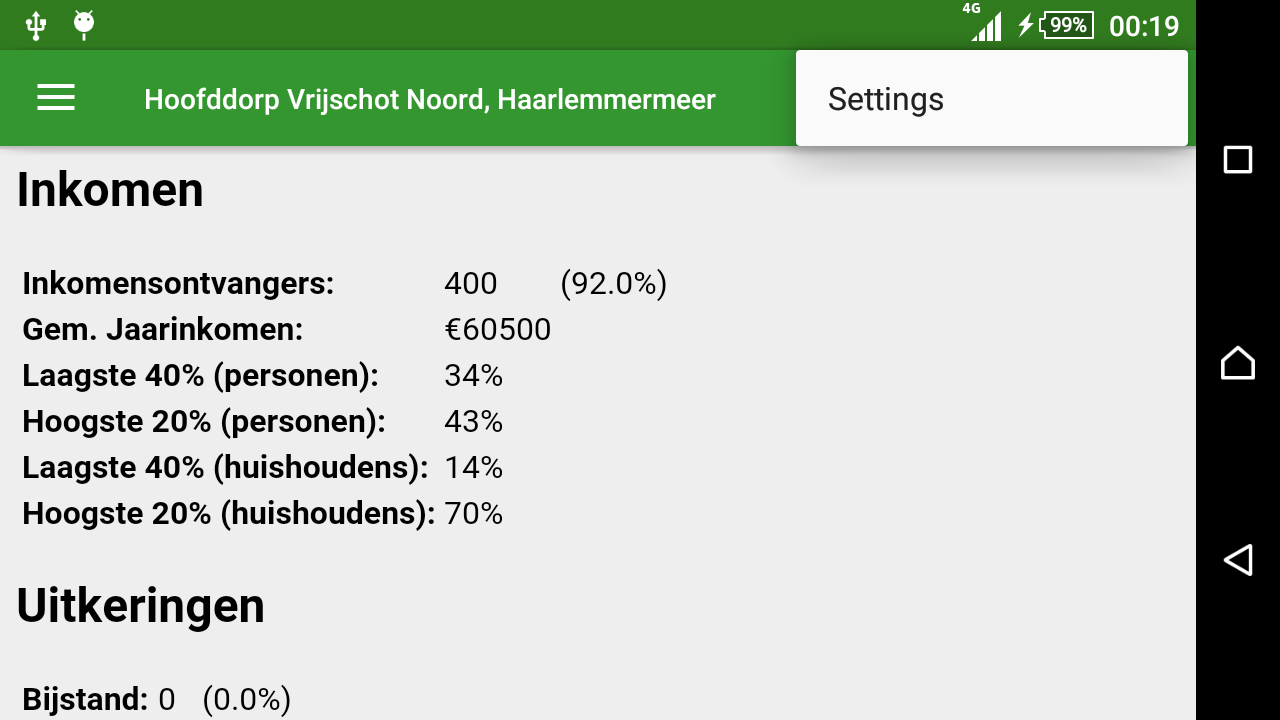 4G 99% 00:19
Hoofddorp Vrijschot Noord, Haarlemmermeer Settings
Inkomen
Inkomensontvangers: 400 (92.0%)
Gem. Jaarinkomen: €60500
Laagste 40% (personen): 34%
Hoogste 20% (personen): 43%
Laagste 40% (huishoudens): 14%
Hoogste 20% (huishoudens): 70%
Uitkeringen
Bijstand: 0 (0.0%)